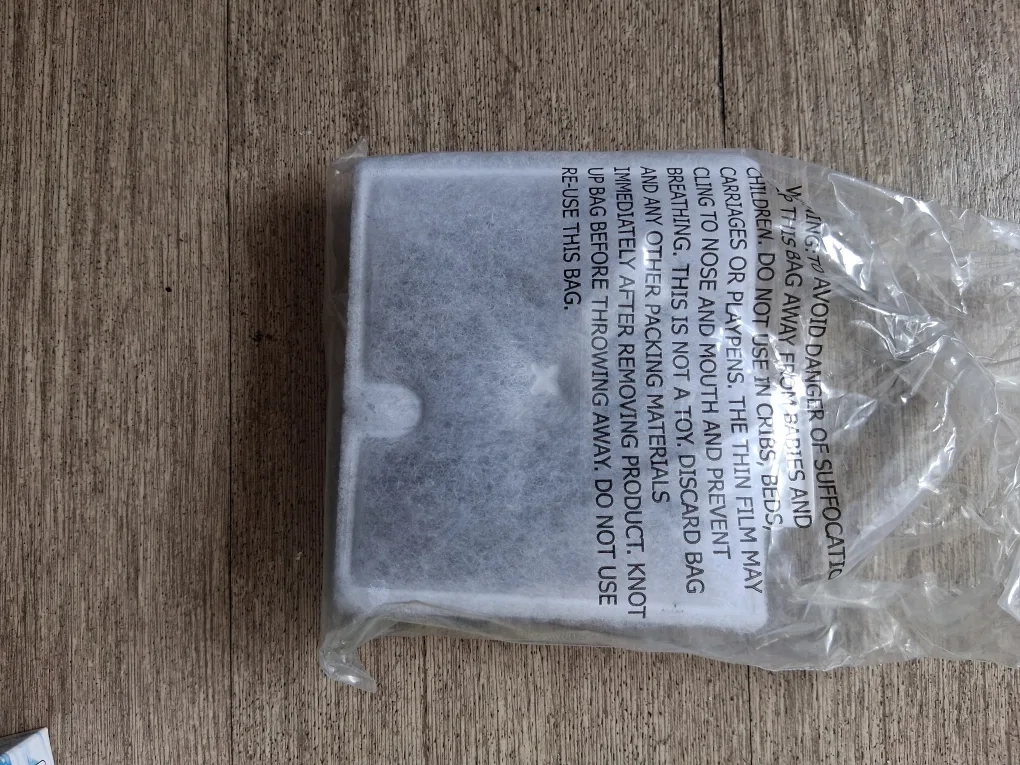 TO AVOID DANGER OF SUFFOCATIO
THIS BAG AWAY FROM BABIES AND
CHILDREN. DO NOT USE IN CRIBS, BEDS,
CARRIAGES OR PLAYPENS. THE THIN FILM MAY
CLING TO NOSE AND MOUTH AND PREVENT
BREATHING. THIS IS NOT A TOY. DISCARD BAG
AND ANY OTHER PACKING MATERIALS
IMMEDIATELY AFTER REMOVING PRODUCT. KNOT
UP BAG BEFORE THROWING AWAY. DO NOT USE
RE-USE THIS BAG.